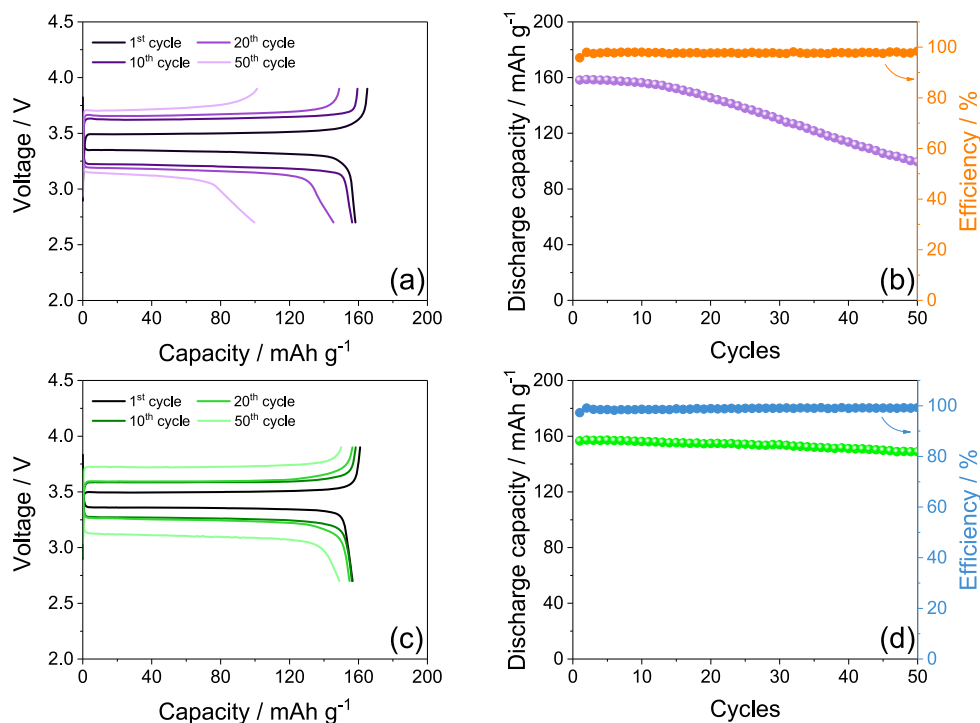 4.5
4.0
3.5
3.0
2.5
2.0
Voltage / V
1st cycle
20th cycle
10th cycle
50th cycle
(a)
0 40 80 120 160 200
Capacity / mAh g-1
200
160
120
80
40
0
Discharge capacity / mAh g-1
100
80
60
40
20
0
Efficiency / %
(b)
0 10 20 30 40 50
Cycles
4.5
4.0
3.5
3.0
2.5
2.0
Voltage / V
1st cycle
20th cycle
10th cycle
50th cycle
(c)
0 40 80 120 160 200
Capacity / mAh g-1
200
160
120
80
40
0
Discharge capacity / mAh g-1
100
80
60
40
20
0
Efficiency / %
(d)
0 10 20 30 40 50
Cycles